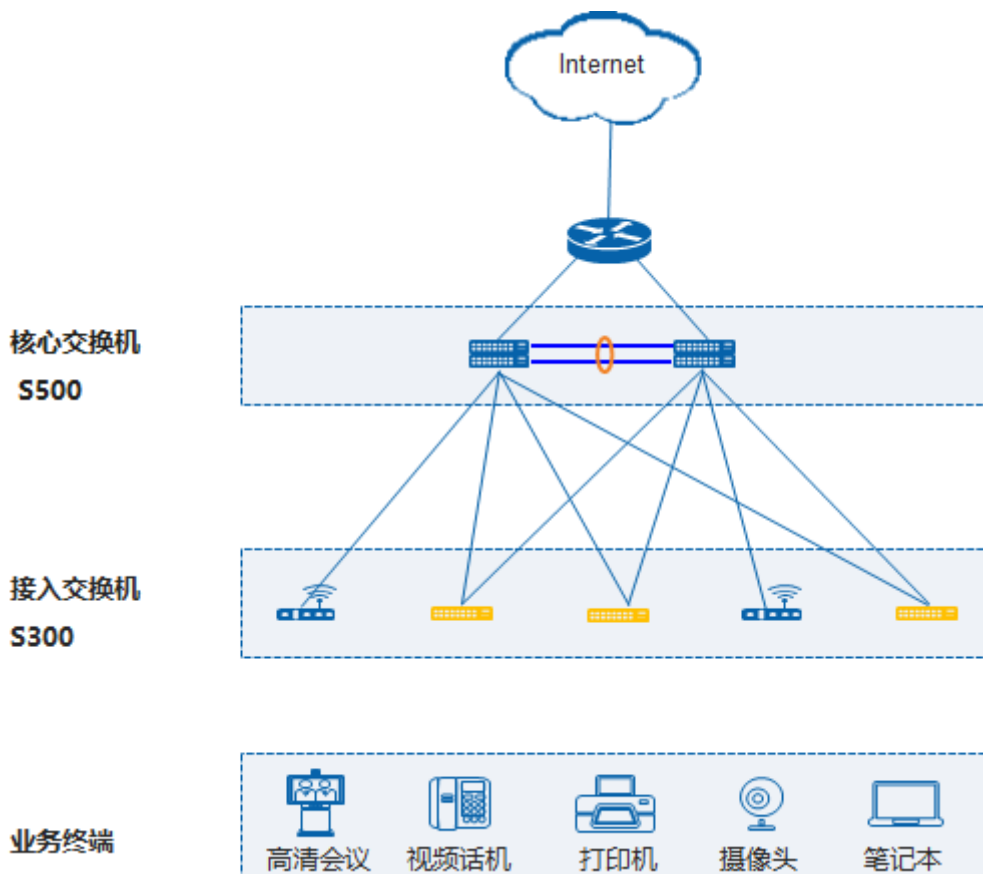 Internet
核心交换机
S500
接入交换机
S300
业务终端
高清会议 视频话机 打印机 摄像头 笔记本